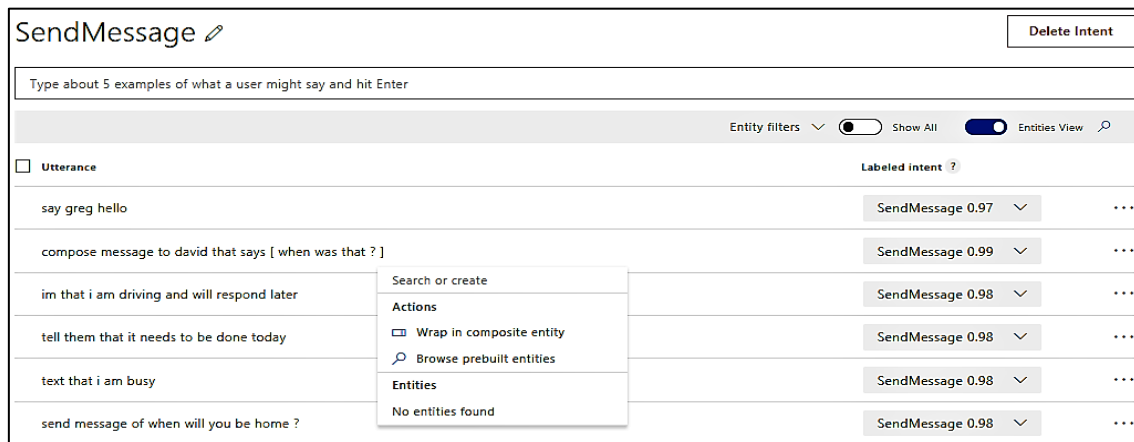 SendMessage
Delete Intent
Type about 5 examples of what a user might say and hit Enter
Entity filters Show All Entities View
Utterance Labeled intent ?
say greg hello SendMessage 0.97 ...
compose message to david that says [ when was that ? ] SendMessage 0.99 ...
Search or create
im that i am driving and will respond later SendMessage 0.98 ...
Actions
Wrap in composite entity
tell them that it needs to be done today SendMessage 0.98 ...
Browse prebuilt entities
Entities
text that i am busy SendMessage 0.98 ...
No entities found
send message of when will you be home ? SendMessage 0.98 ...